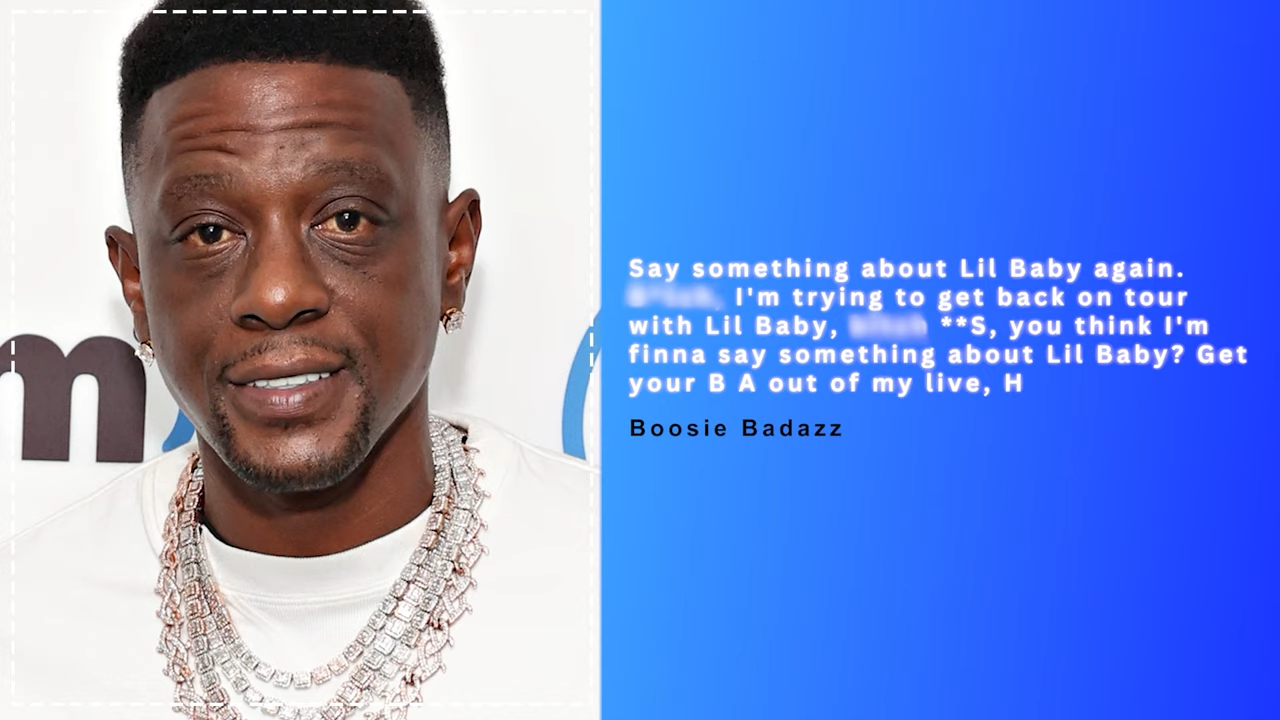 m
Say something about Lil Baby again.
I'm trying to get back on tour
with Lil Baby, **S, you think I'm
finna say something about Lil Baby? Get
your B A out of my live, H
Boosie Badazz